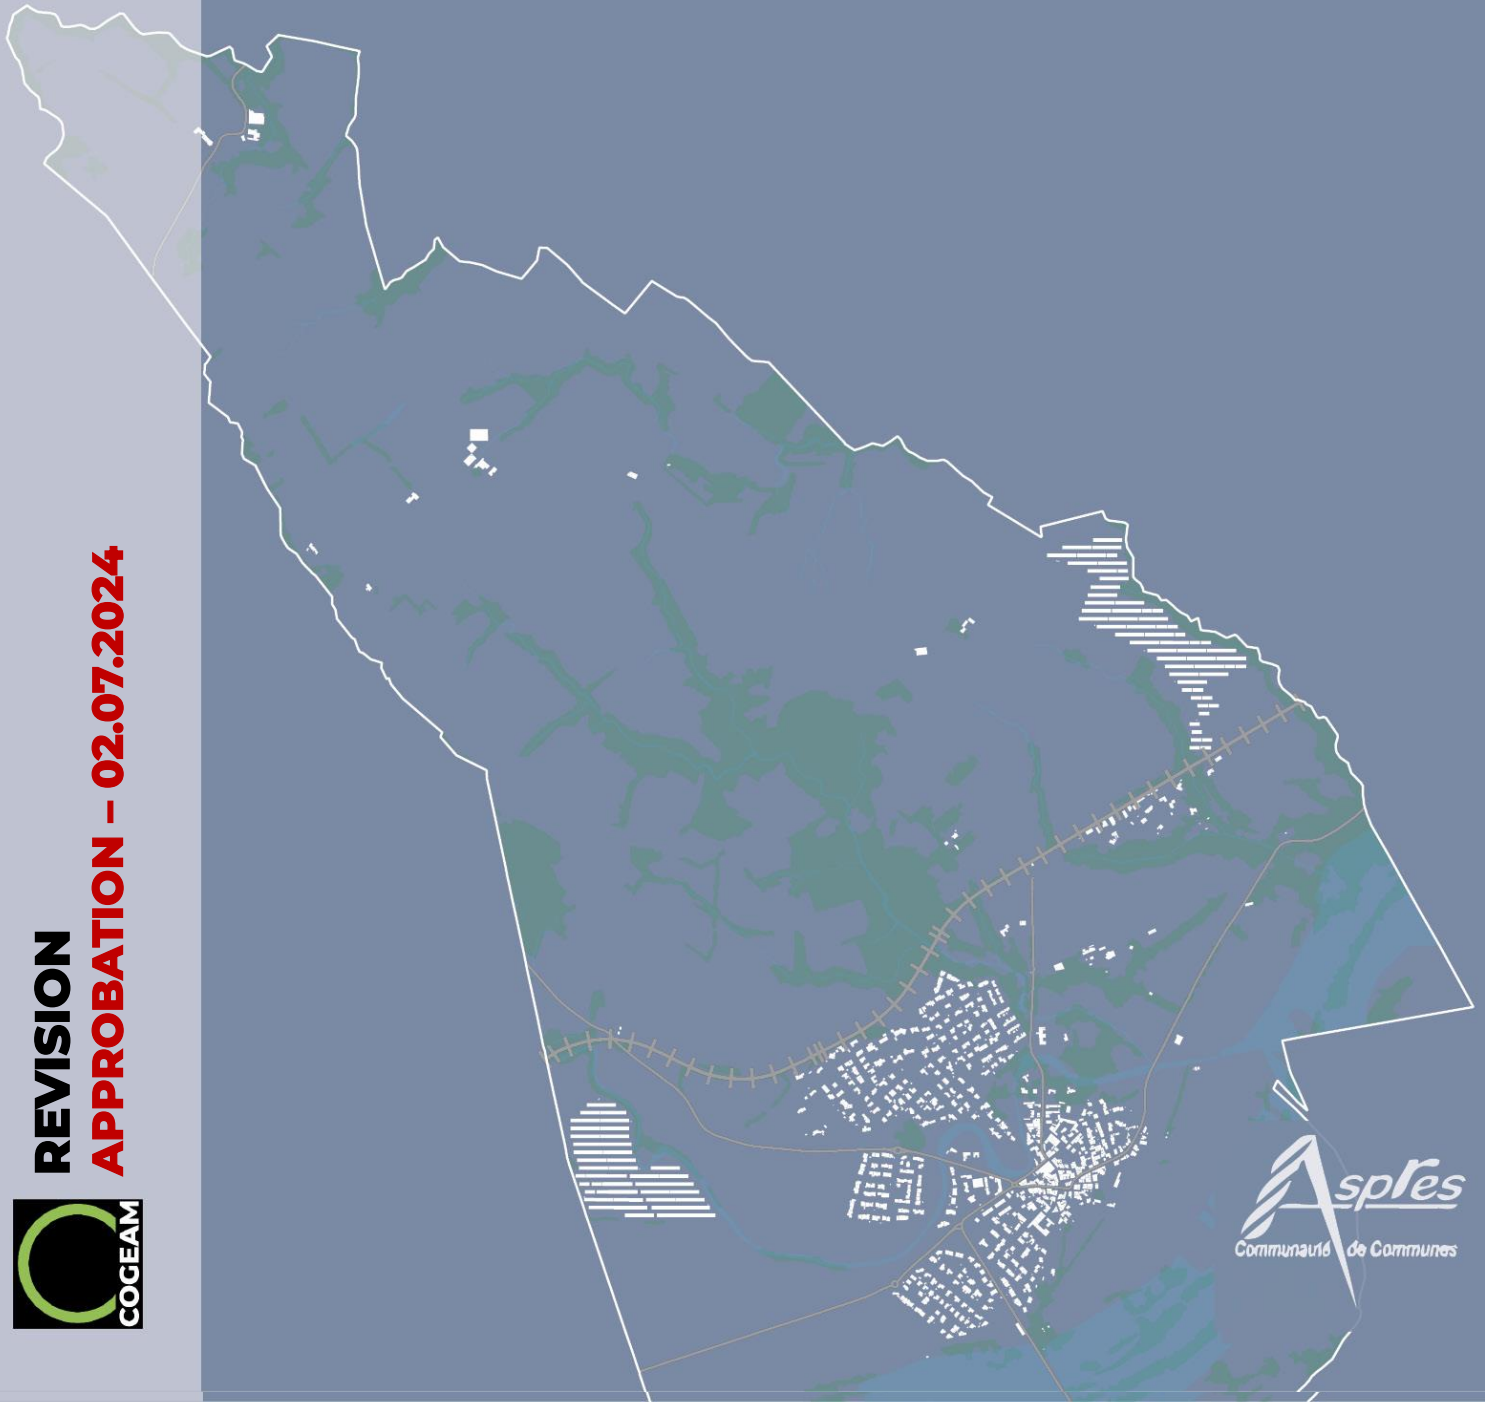 REVISION
APPROBATION – 02.07.2024
COGEAM
Aspres
Communauté de Communes